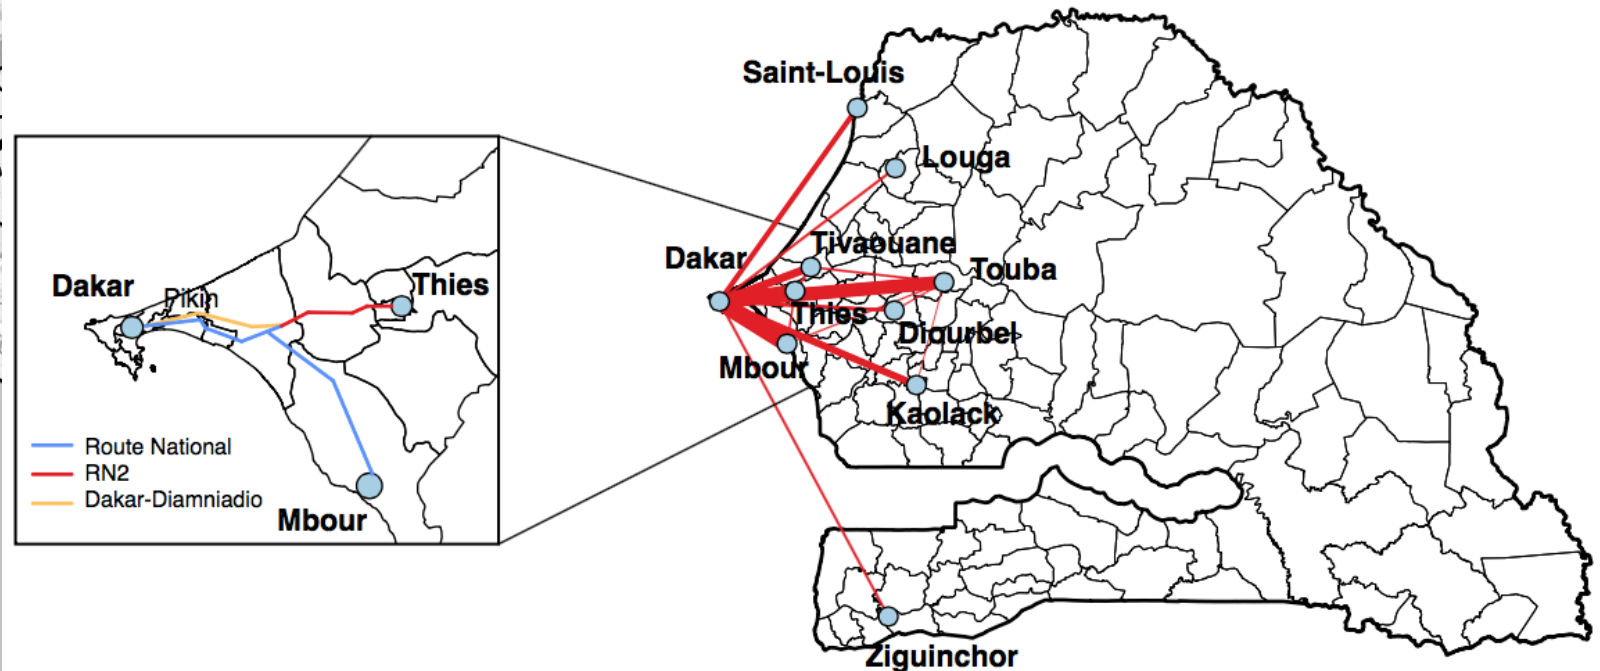 Saint-Louis
Louga
Tivaouane
Dakar
Touba
Thies
Diourbel
Mbour
Kaolack
Ziguinchor
Dakar
Pikin
Thies
Route National
RN2
Dakar-Diamniadio
Mbour